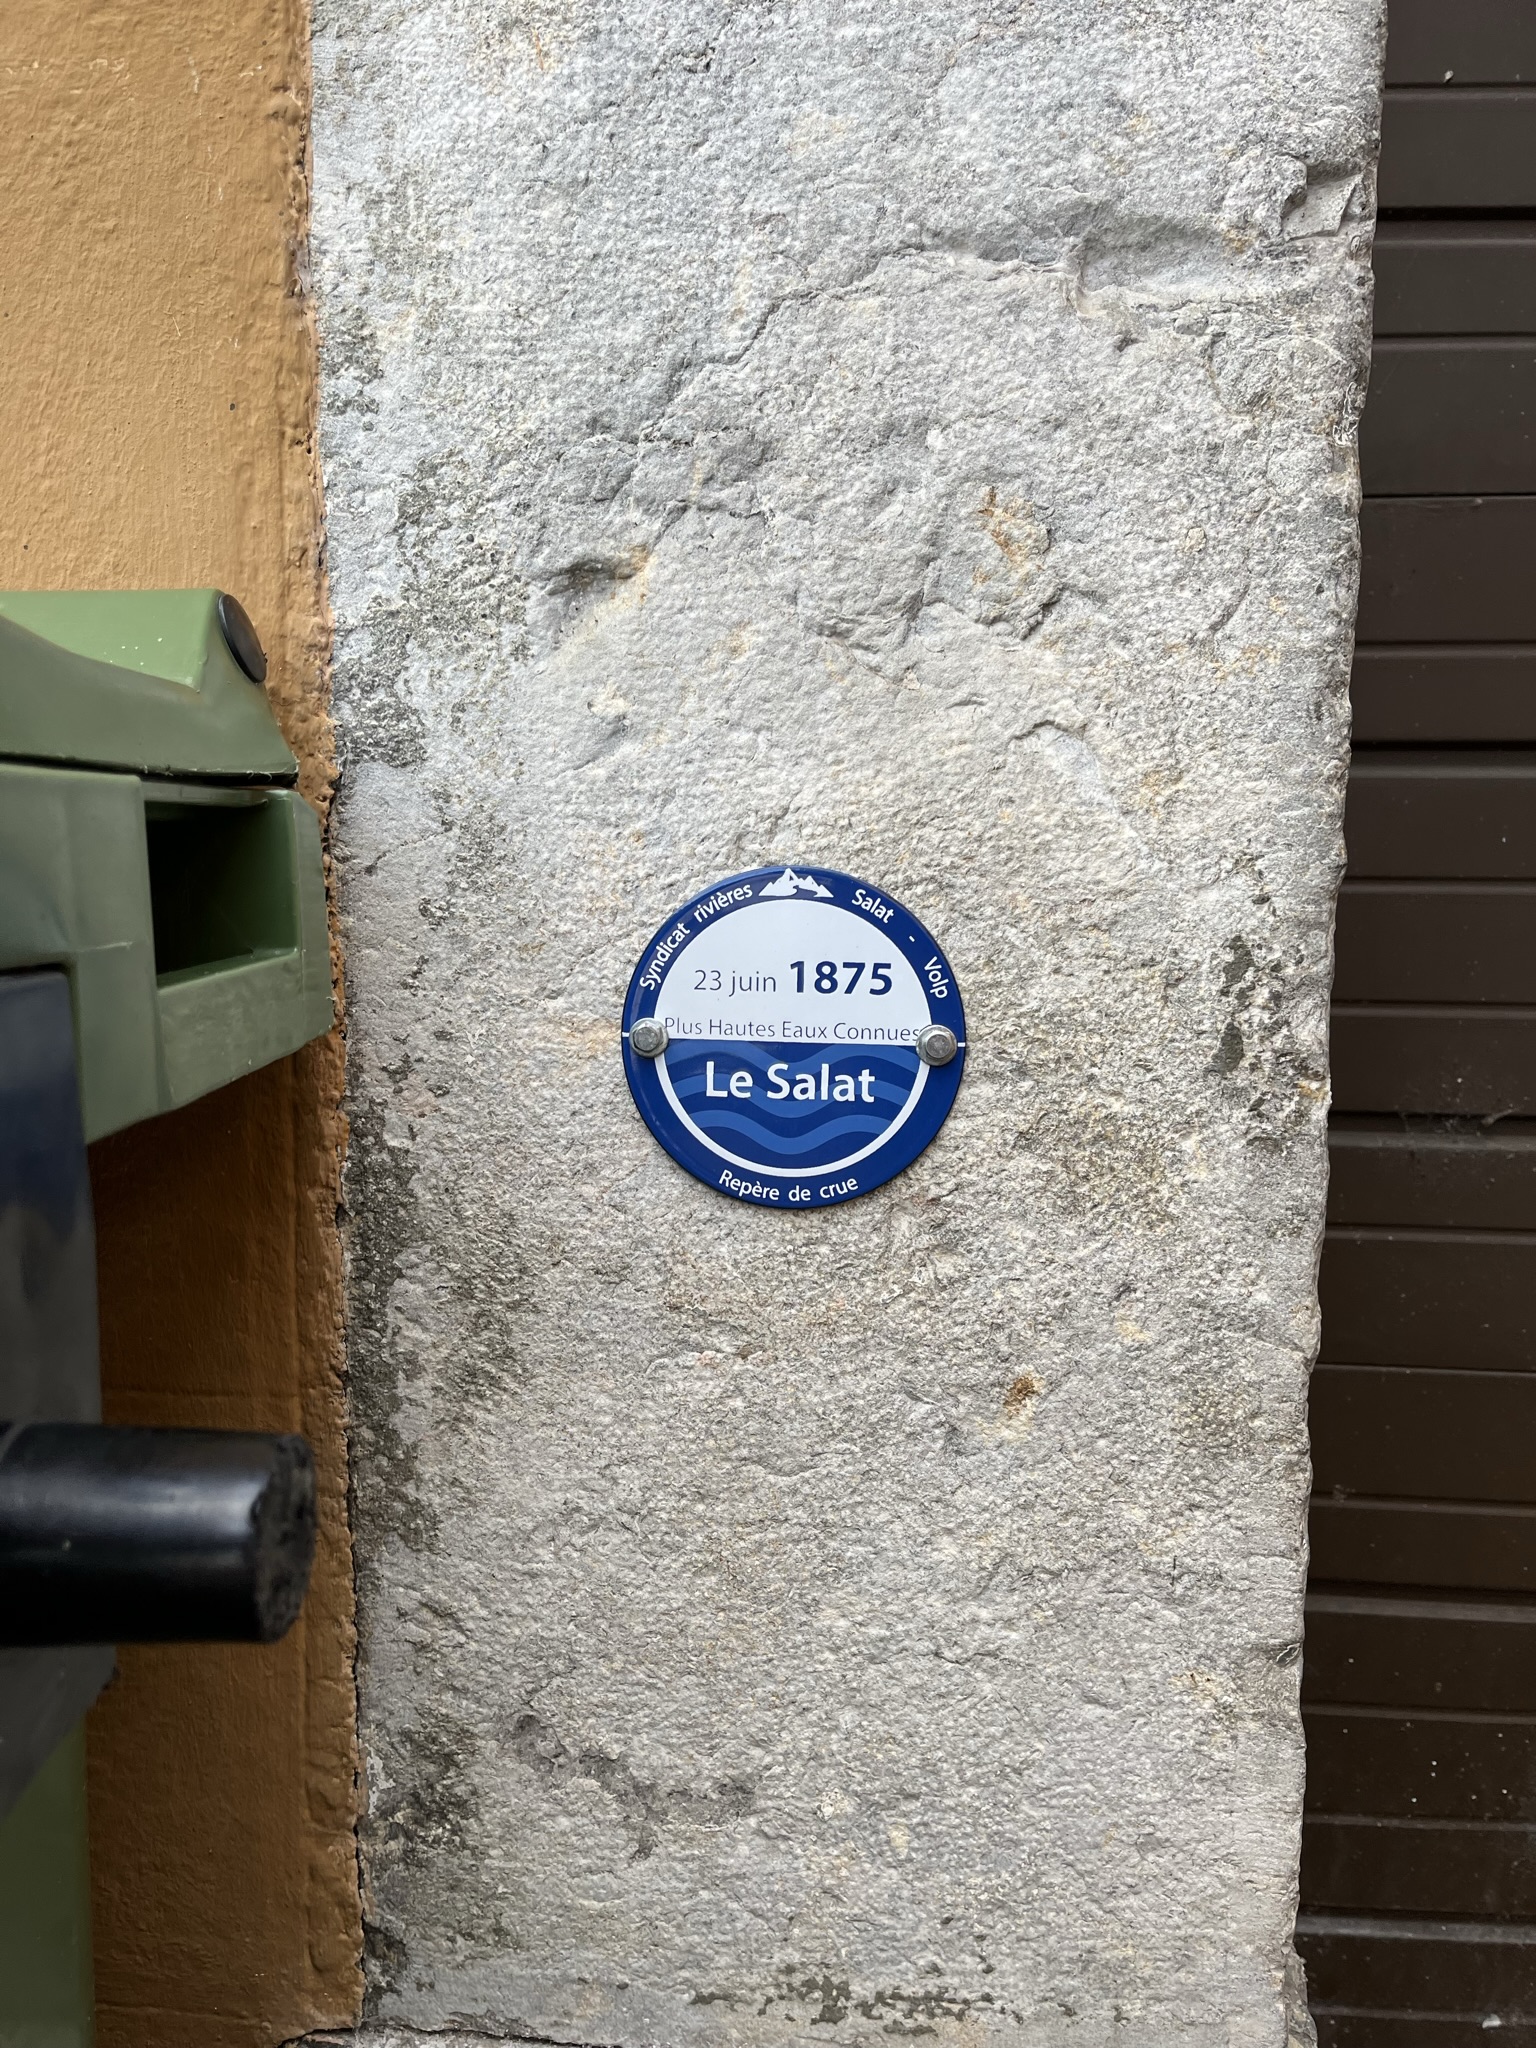 Syndicat rivières Salat - Volp
23 juin 1875
Plus Hautes Eaux Connues
Le Salat
Repère de crue